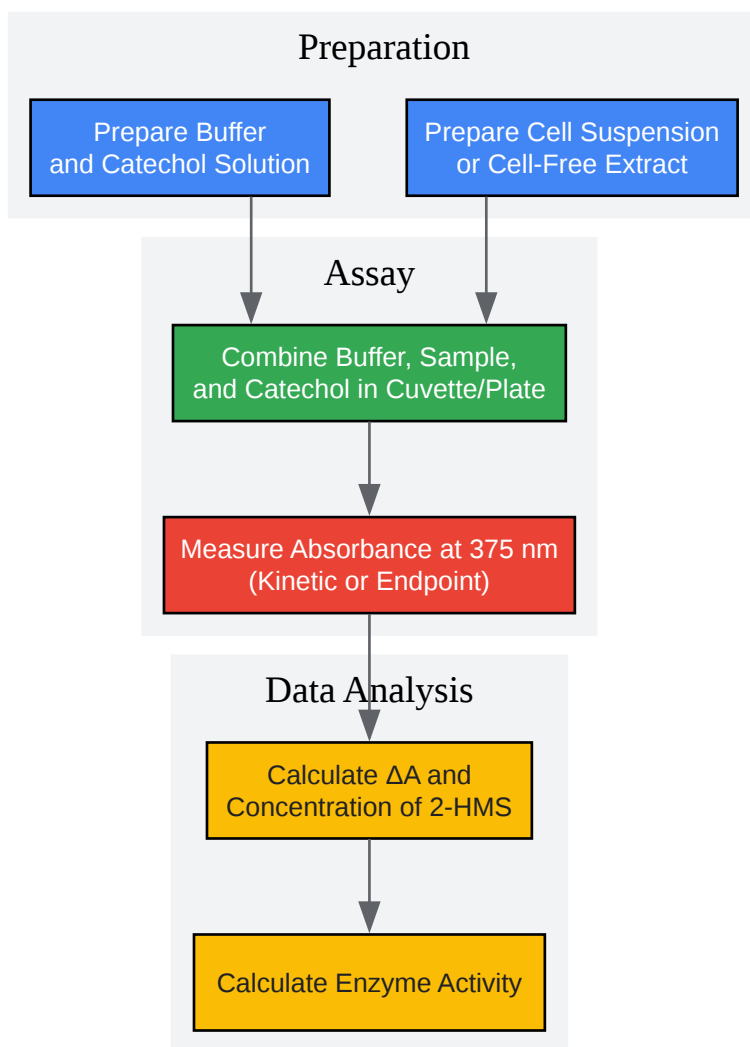 Preparation
Prepare Buffer
and Catechol Solution
Prepare Cell Suspension
or Cell-Free Extract
Assay
Combine Buffer, Sample,
and Catechol in Cuvette/Plate
Measure Absorbance at 375 nm
(Kinetic or Endpoint)
Data Analysis
Calculate ΔA and
Concentration of 2-HMS
Calculate Enzyme Activity